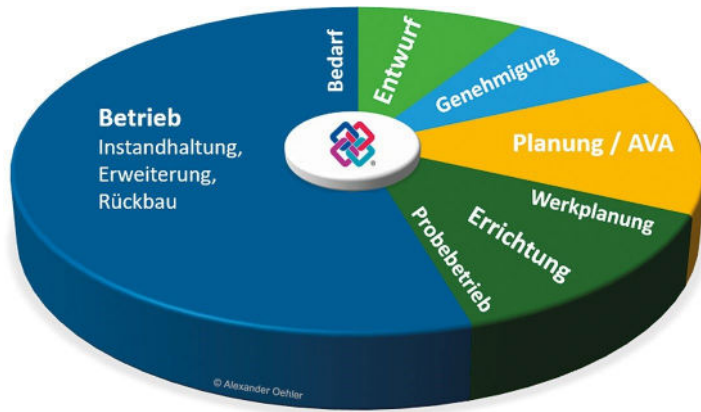 Bedarf
Entwurf
Genehmigung
Planung / AVA
Werkplanung
Errichtung
Probebetrieb
Betrieb
Instandhaltung,
Erweiterung,
Rückbau
®
© Alexander Oehler